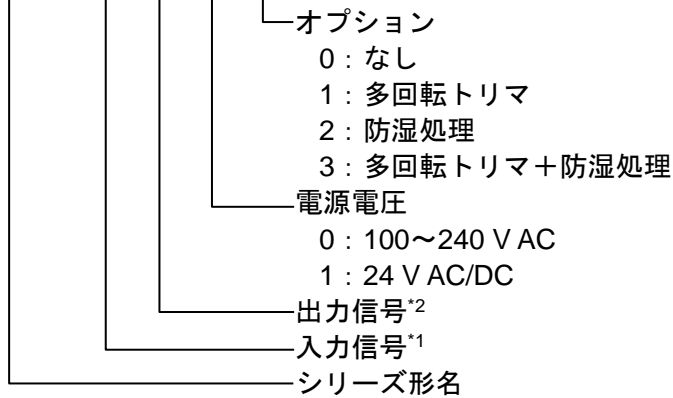 オプション
0：なし
1：多回転トリマ
2：防湿処理
3：多回転トリマ＋防湿処理
電源電圧
0：100～240 V AC
1：24 V AC/DC
出力信号*2
入力信号*1
シリーズ形名